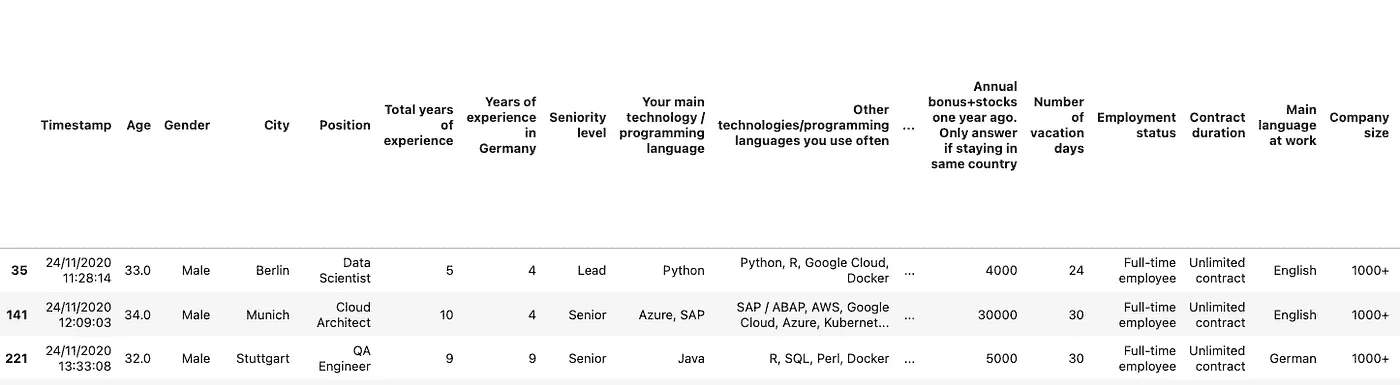 Timestamp Age Gender City Position Total years of experience Years of experience in Germany Seniority level Your main technology / programming language Other technologies/programming languages you use often ... Annual bonus+stocks one year ago. Only answer if staying in same country Number of vacation days Employment status Contract duration Main language at work Company size
35 24/11/2020 11:28:14 33.0 Male Berlin Data Scientist 5 4 Lead Python Python, R, Google Cloud, Docker ... 4000 24 Full-time employee Unlimited contract English 1000+
141 24/11/2020 12:09:03 34.0 Male Munich Cloud Architect 10 4 Senior Azure, SAP SAP / ABAP, AWS, Google Cloud, Azure, Kubernet... ... 30000 30 Full-time employee Unlimited contract English 1000+
221 24/11/2020 13:33:08 32.0 Male Stuttgart QA Engineer 9 9 Senior Java R, SQL, Perl, Docker ... 5000 30 Full-time employee Unlimited contract German 1000+